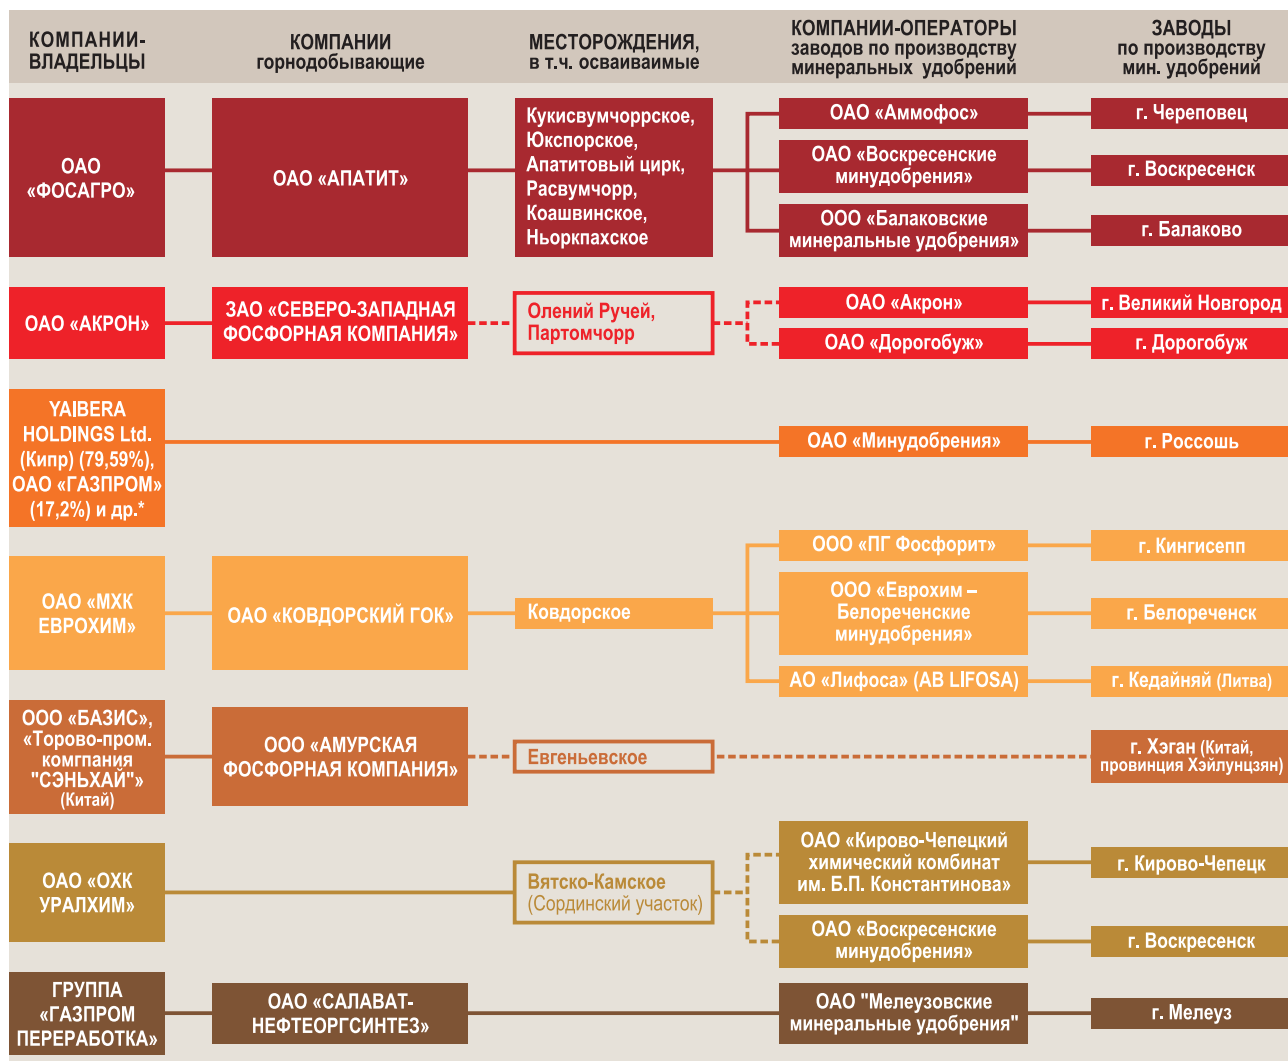 КОМПАНИИ-
ВЛАДЕЛЬЦЫ
КОМПАНИИ
горнодобывающие
МЕСТОРОЖДЕНИЯ,
в т.ч. осваиваимые
КОМПАНИИ-ОПЕРАТОРЫ
заводов по производству
минеральных удобрений
ЗАВОДЫ
по производству
мин. удобрений
ОАО
«ФОСАГРО»
ОАО «АПАТИТ»
Кукисвумчоррское,
Юкспорское,
Апатитовый цирк,
Расвумчорр,
Коашвинское,
Ньоркпахское
ОАО «Аммофос»
г. Череповец
ОАО «Воскресенские
минудобрения»
г. Воскресенск
ООО «Балаковские
минеральные удобрения»
г. Балаково
ОАО «АКРОН»
ЗАО «СЕВЕРО-ЗАПАДНАЯ
ФОСФОРНАЯ КОМПАНИЯ»
Олений Ручей,
Партомчорр
ОАО «Акрон»
г. Великий Новгород
ОАО «Дорогобуж»
г. Дорогобуж
YAIBERA
HOLDINGS Ltd.
(Кипр) (79,59%),
ОАО «ГАЗПРОМ»
(17,2%) и др.*
ОАО «Минудобрения»
г. Россошь
ОАО «МХК
ЕВРОХИМ»
ОАО «КОВДОРСКИЙ ГОК»
Ковдорское
ООО «ПГ Фосфорит»
г. Кингисепп
ООО «Еврохим –
Белореченские
минудобрения»
г. Белореченск
АО «Лифоса» (AB LIFOSA)
г. Кедайняй (Литва)
ООО «БАЗИС»,
«Торово-пром.
комгпания
"СЭНЬХАЙ"»
(Китай)
ООО «АМУРСКАЯ
ФОСФОРНАЯ КОМПАНИЯ»
Евгеньевское
г. Хэган (Китай,
провинция Хэйлунцзян)
ОАО «ОХК
УРАЛХИМ»
Вятско-Камское
(Сординский участок)
ОАО «Кирово-Чепецкий
химический комбинат
им. Б.П. Константинова»
г. Кирово-Чепецк
ОАО «Воскресенские
минудобрения»
г. Воскресенск
ГРУППА
«ГАЗПРОМ
ПЕРЕРАБОТКА»
ОАО «САЛАВАТ-
НЕФТЕОРГСИНТЕЗ»
ОАО "Мелеузовские
минеральные удобрения"
г. Мелеуз